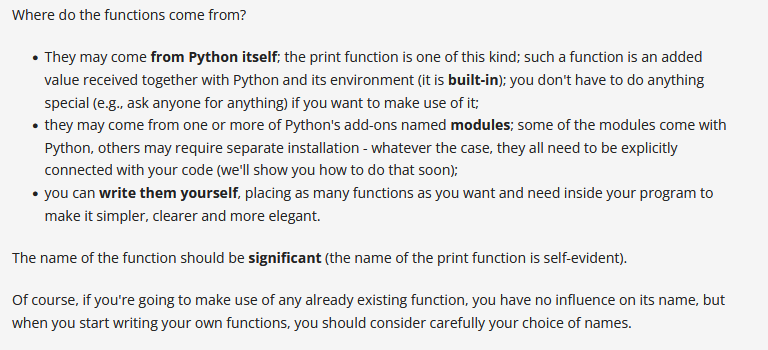 Where do the functions come from?
• They may come from Python itself; the print function is one of this kind; such a function is an added
value received together with Python and its environment (it is built-in); you don't have to do anything
special (e.g., ask anyone for anything) if you want to make use of it;
• they may come from one or more of Python's add-ons named modules; some of the modules come with
Python, others may require separate installation - whatever the case, they all need to be explicitly
connected with your code (we'll show you how to do that soon);
• you can write them yourself, placing as many functions as you want and need inside your program to
make it simpler, clearer and more elegant.
The name of the function should be significant (the name of the print function is self-evident).
Of course, if you're going to make use of any already existing function, you have no influence on its name, but
when you start writing your own functions, you should consider carefully your choice of names.